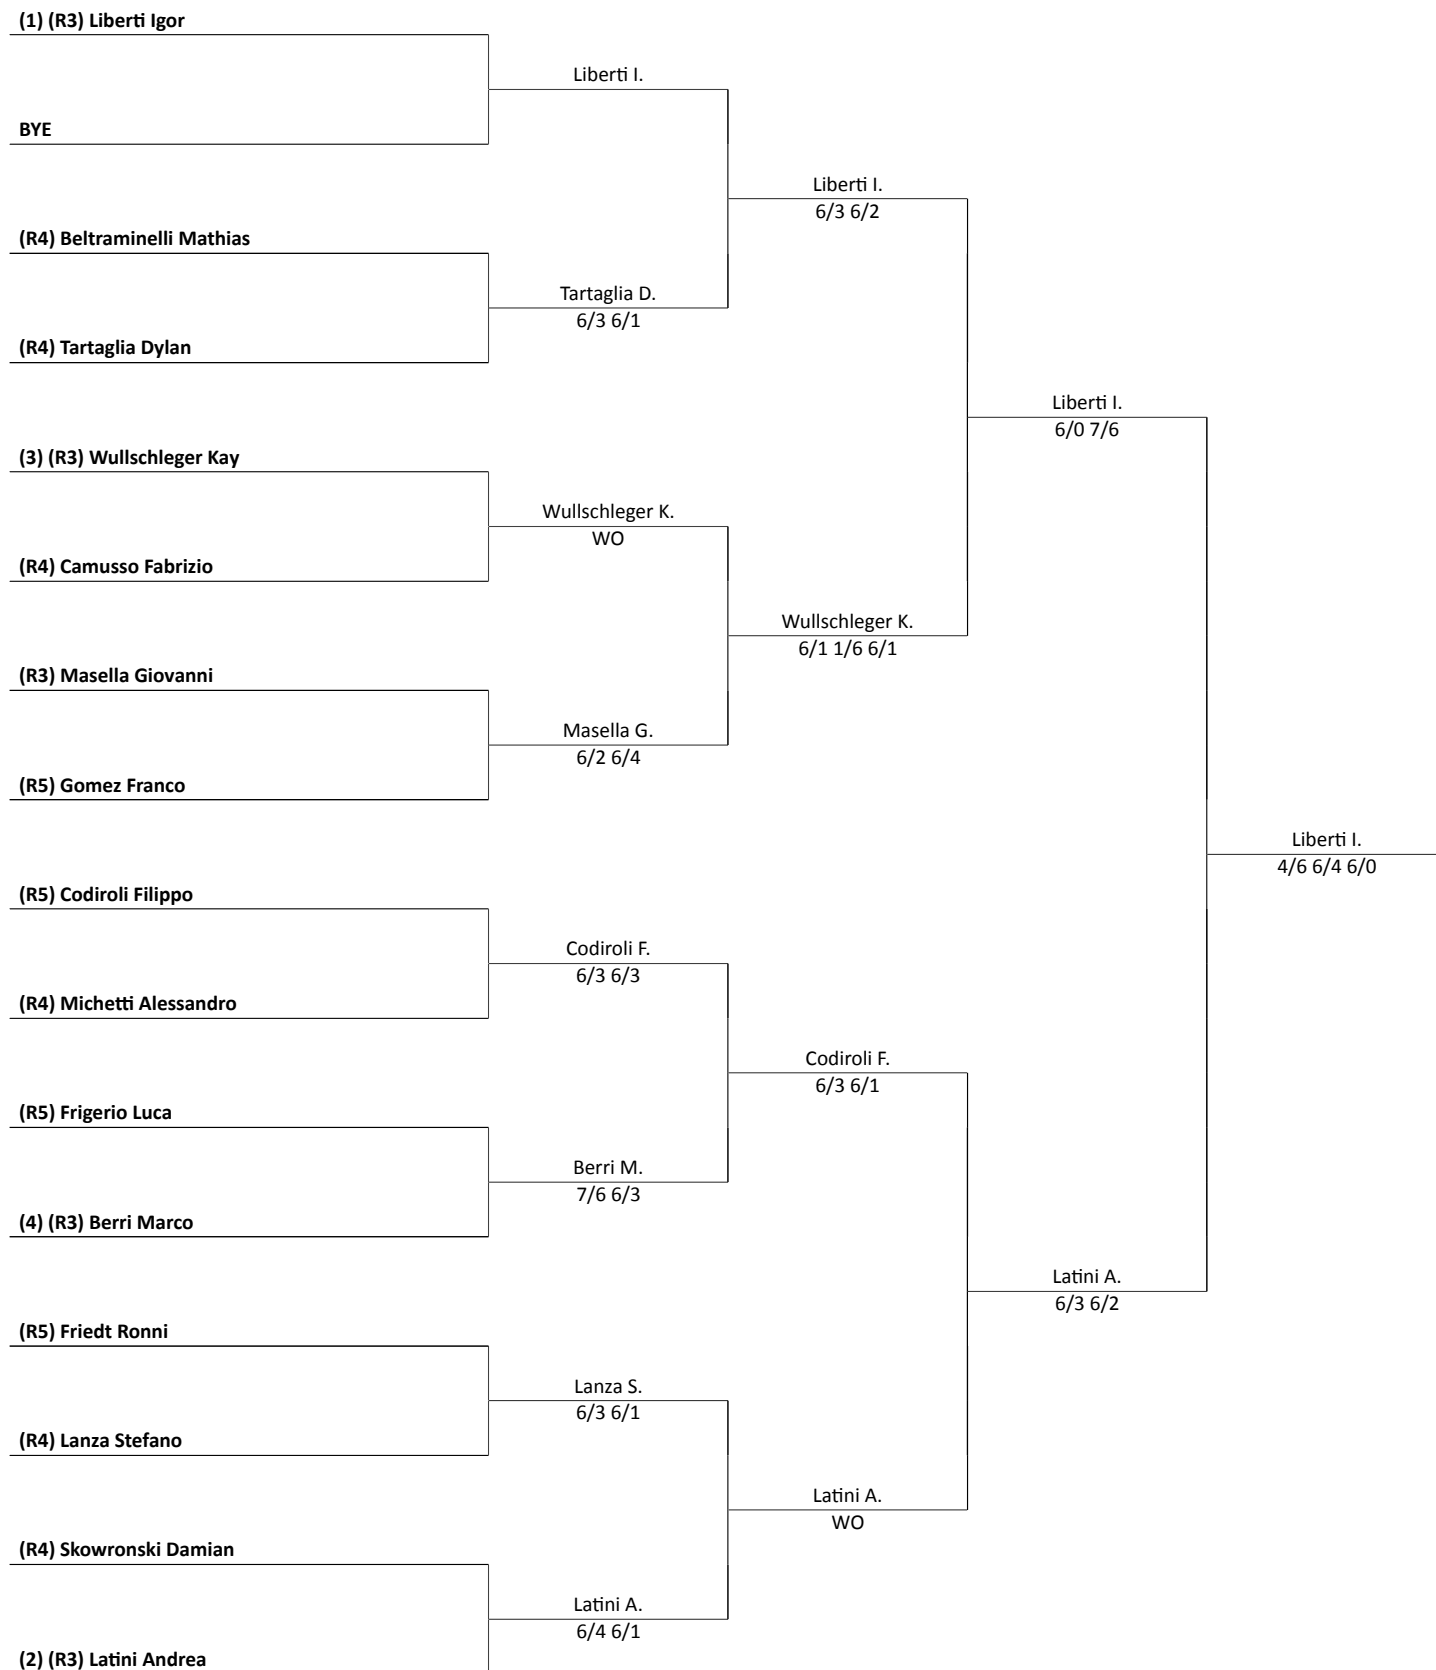 (1) (R3) Liberti Igor
Liberti I.
BYE
Liberti I.
6/3 6/2
(R4) Beltraminelli Mathias
Tartaglia D.
6/3 6/1
(R4) Tartaglia Dylan
Liberti I.
6/0 7/6
(3) (R3) Wullschleger Kay
Wullschleger K.
WO
(R4) Camusso Fabrizio
Wullschleger K.
6/1 1/6 6/1
(R3) Masella Giovanni
Masella G.
6/2 6/4
(R5) Gomez Franco
Liberti I.
4/6 6/4 6/0
(R5) Codiroli Filippo
Codiroli F.
6/3 6/3
(R4) Michetti Alessandro
Codiroli F.
6/3 6/1
(R5) Frigerio Luca
Berri M.
7/6 6/3
(4) (R3) Berri Marco
Latini A.
6/3 6/2
(R5) Friedt Ronni
Lanza S.
6/3 6/1
(R4) Lanza Stefano
Latini A.
WO
(R4) Skowronski Damian
Latini A.
6/4 6/1
(2) (R3) Latini Andrea